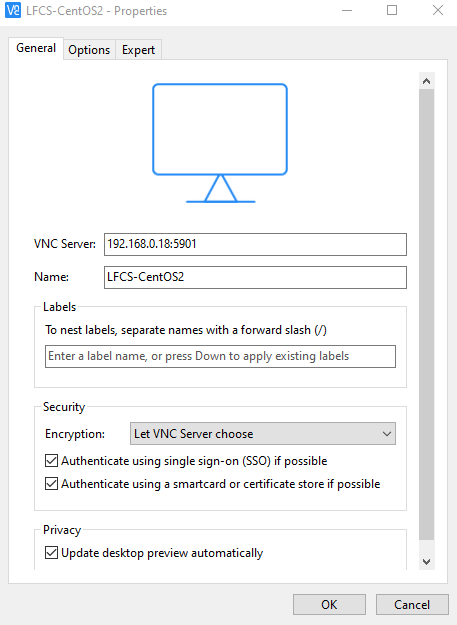 LFCS-CentOS2 - Properties
General Options Expert
VNC Server: 192.168.0.18:5901
Name: LFCS-CentOS2
Labels
To nest labels, separate names with a forward slash (/)
Enter a label name, or press Down to apply existing labels
Security
Encryption: Let VNC Server choose
Authenticate using single sign-on (SSO) if possible
Authenticate using a smartcard or certificate store if possible
Privacy
Update desktop preview automatically
OK Cancel